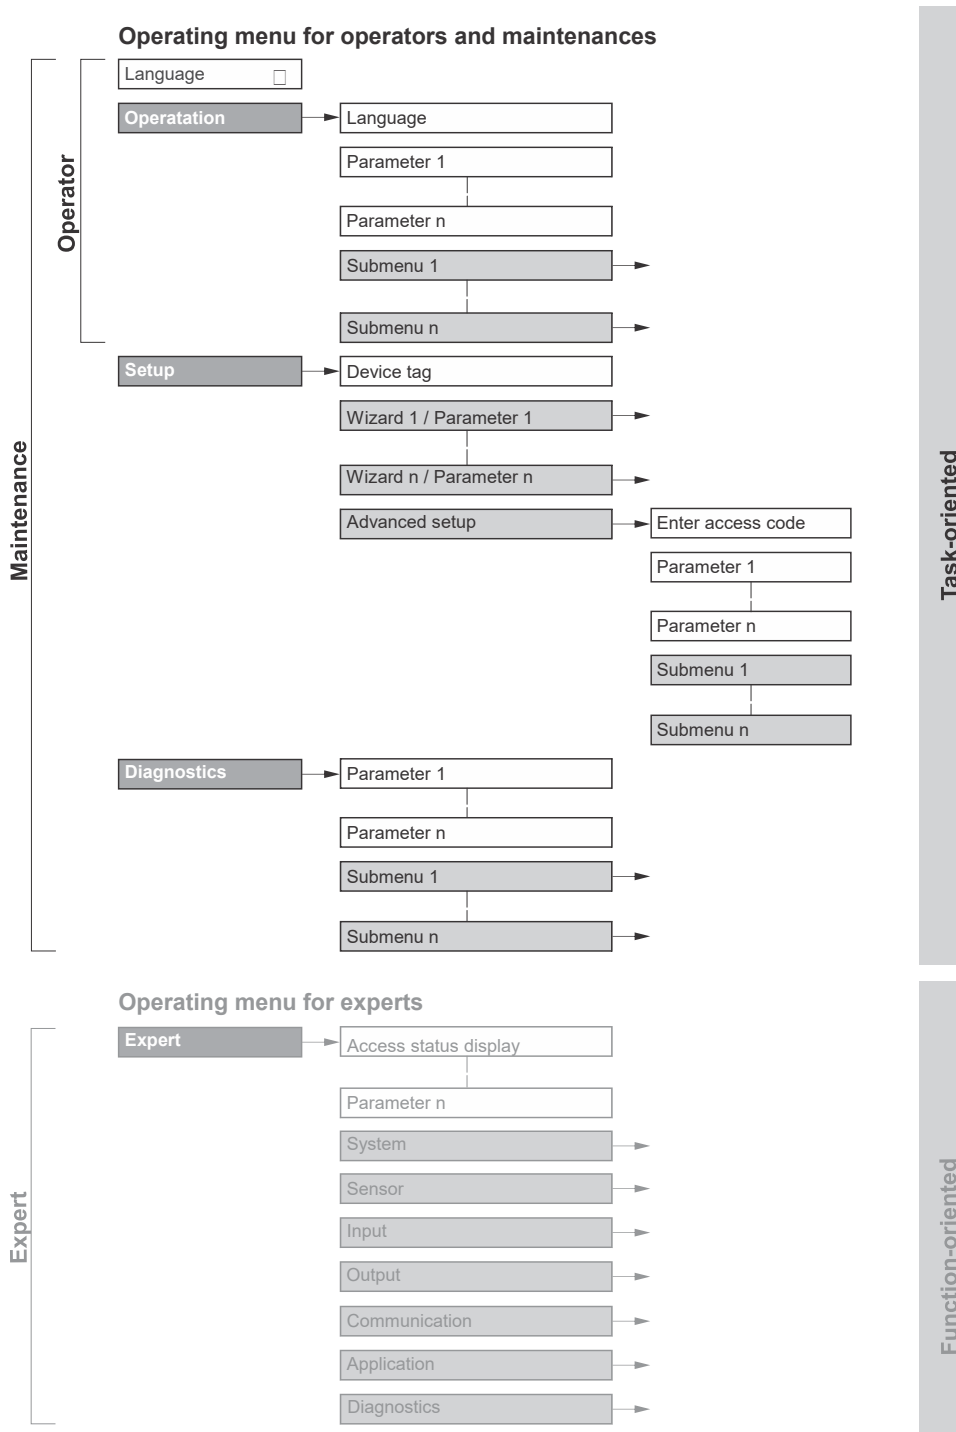 Operating menu for operators and maintenances
Language
Operatation
Language
Parameter 1
Parameter n
Submenu 1
Submenu n
Operator
Setup
Device tag
Wizard 1 / Parameter 1
Wizard n / Parameter n
Advanced setup
Enter access code
Parameter 1
Parameter n
Submenu 1
Submenu n
Maintenance
Task-oriented
Diagnostics
Parameter 1
Parameter n
Submenu 1
Submenu n
Operating menu for experts
Expert
Access status display
Parameter n
System
Sensor
Input
Output
Communication
Application
Diagnostics
Expert
Function-oriented